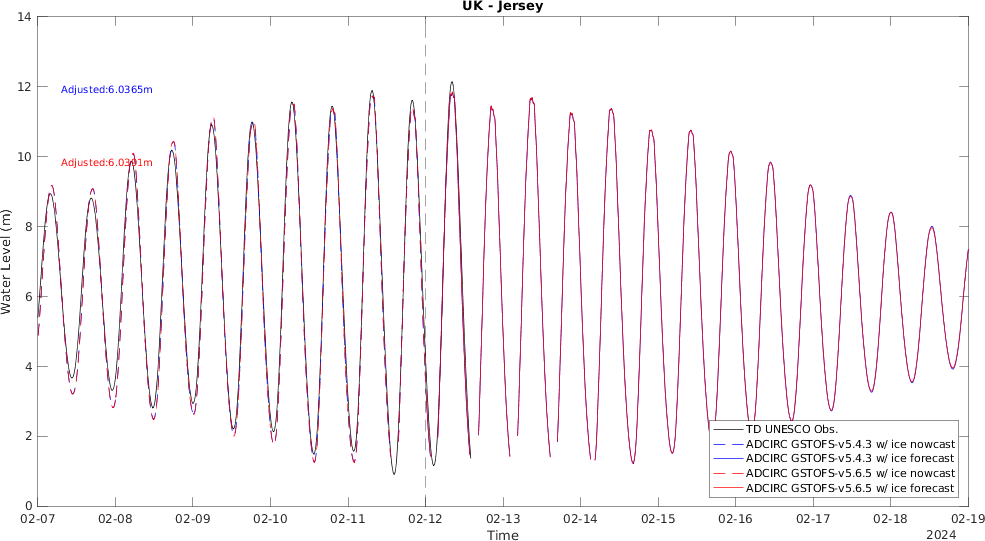 UK - Jersey
14
12
10
8
6
4
2
0
Water Level (m)
Adjusted:6.0365m
Adjusted:6.0391m
TD UNESCO Obs.
ADCIRC GSTOFS-v5.4.3 w/ ice nowcast
ADCIRC GSTOFS-v5.4.3 w/ ice forecast
ADCIRC GSTOFS-v5.6.5 w/ ice nowcast
ADCIRC GSTOFS-v5.6.5 w/ ice forecast
02-07 02-08 02-09 02-10 02-11 02-12 02-13 02-14 02-15 02-16 02-17 02-18 02-19
Time
2024